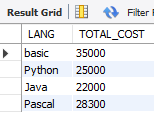 Result Grid Filter R
LANG TOTAL_COST
basic 35000
Python 25000
Java 22000
Pascal 28300